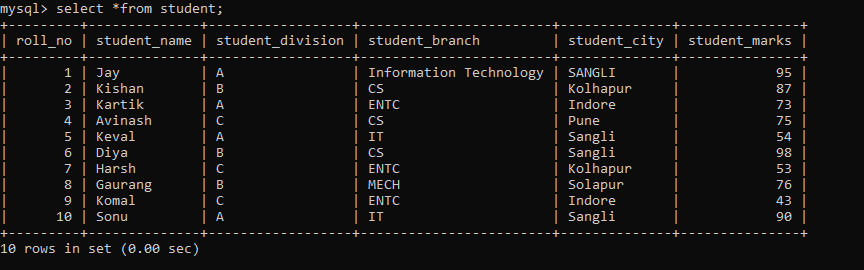 mysql> select *from student;
+---------+--------------+------------------+------------------------+--------------+---------------+
| roll_no | student_name | student_division | student_branch         | student_city | student_marks |
+---------+--------------+------------------+------------------------+--------------+---------------+
|       1 | Jay          | A                | Information Technology | SANGLI       |            95 |
|       2 | Kishan       | B                | CS                     | Kolhapur     |            87 |
|       3 | Kartik       | A                | ENTC                   | Indore       |            73 |
|       4 | Avinash      | C                | CS                     | Pune         |            75 |
|       5 | Keval        | A                | IT                     | Sangli       |            54 |
|       6 | Diya         | B                | CS                     | Sangli       |            98 |
|       7 | Harsh        | C                | ENTC                   | Kolhapur     |            53 |
|       8 | Gaurang      | B                | MECH                   | Solapur      |            76 |
|       9 | Komal        | C                | ENTC                   | Indore       |            43 |
|      10 | Sonu         | A                | IT                     | Sangli       |            90 |
+---------+--------------+------------------+------------------------+--------------+---------------+
10 rows in set (0.00 sec)